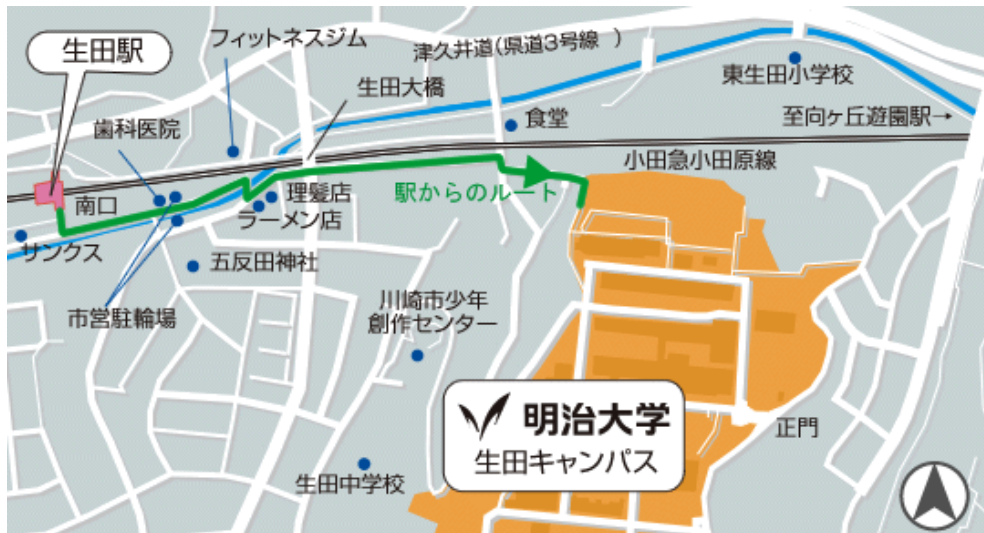 生田駅
フィットネスジム
津久井道(県道3号線 )
東生田小学校
生田大橋
歯科医院
食堂
至向ヶ丘遊園駅→
小田急小田原線
南口
理髪店
駅からのルート
ラーメン店
サンクス
五反田神社
市営駐輪場
川崎市少年
創作センター
明治大学
生田キャンパス
正門
生田中学校